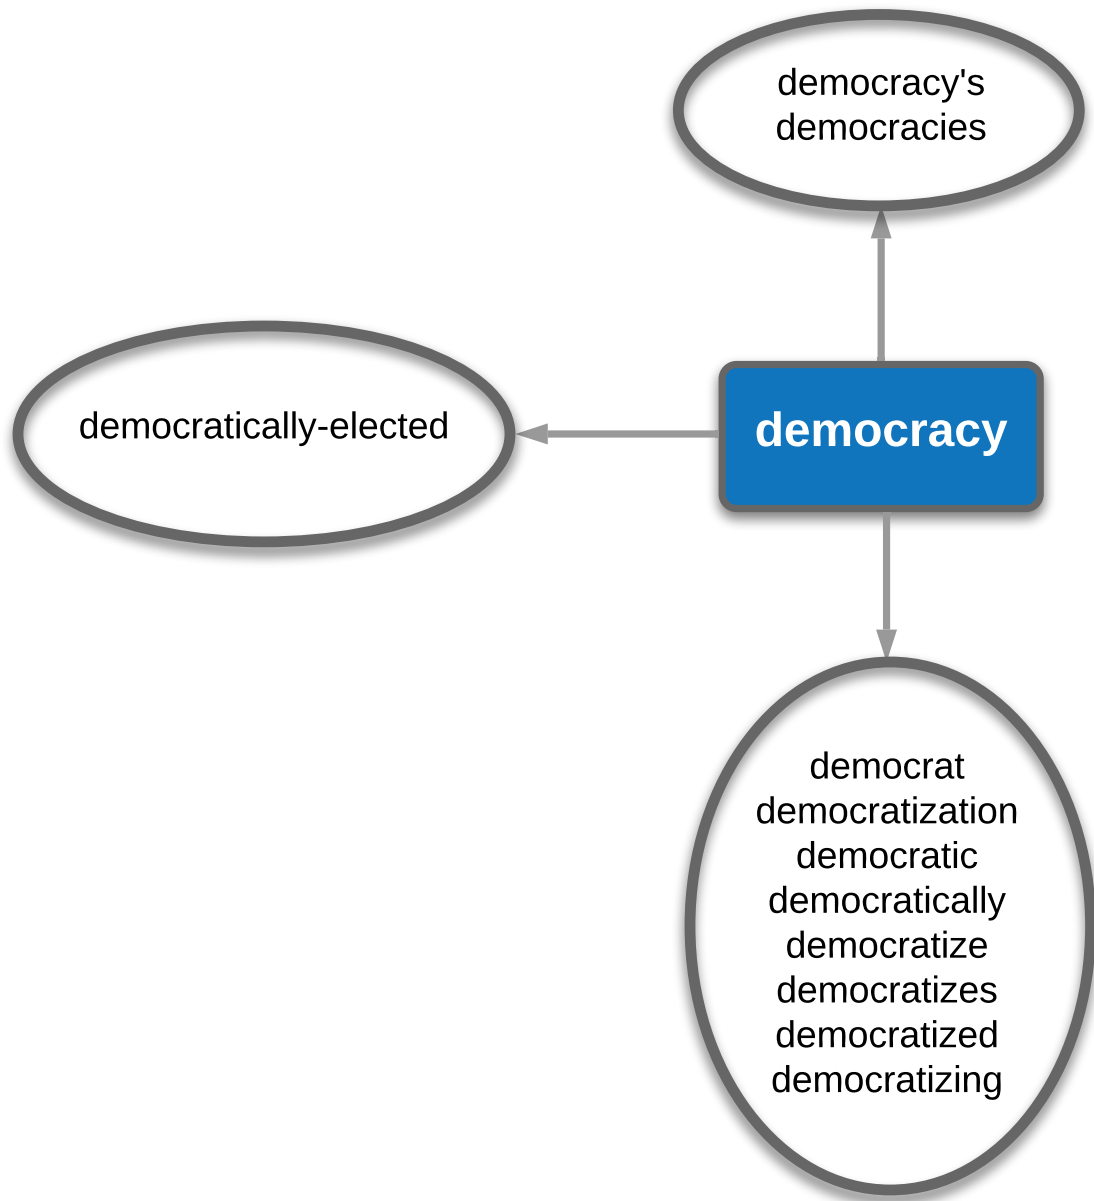 democracy's
democracies
democratically-elected
democracy
democrat
democratization
democratic
democratically
democratize
democratizes
democratized
democratizing